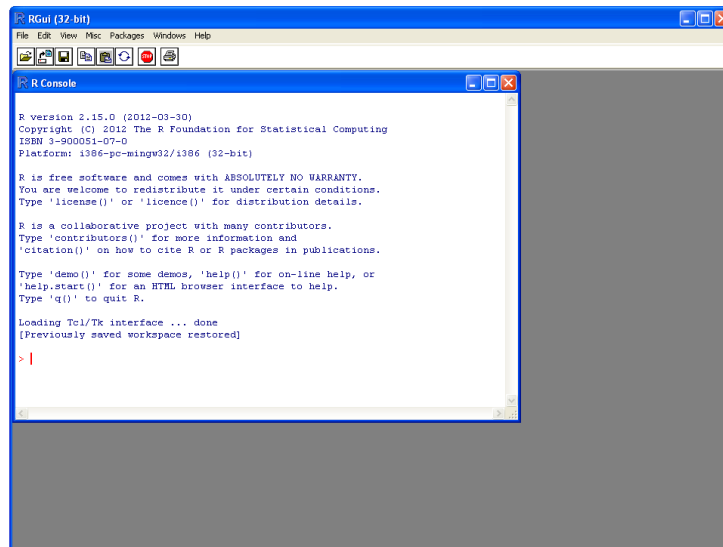 RGui (32-bit)
File Edit View Misc Packages Windows Help
STOP
R Console
R version 2.15.0 (2012-03-30)
Copyright (C) 2012 The R Foundation for Statistical Computing
ISBN 3-900051-07-0
Platform: i386-pc-mingw32/i386 (32-bit)
R is free software and comes with ABSOLUTELY NO WARRANTY.
You are welcome to redistribute it under certain conditions.
Type 'license()' or 'licence()' for distribution details.
R is a collaborative project with many contributors.
Type 'contributors()' for more information and
'citation()' on how to cite R or R packages in publications.
Type 'demo()' for some demos, 'help()' for on-line help, or
'help.start()' for an HTML browser interface to help.
Type 'q()' to quit R.
Loading Tcl/Tk interface ... done
[Previously saved workspace restored]
>